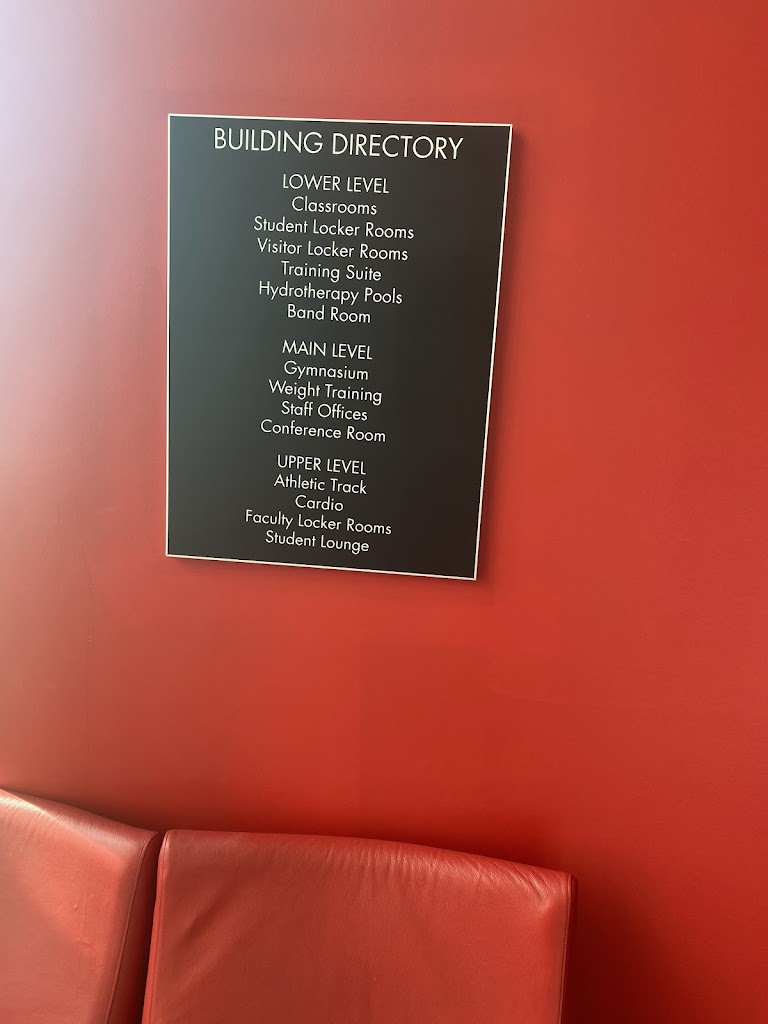 BUILDING DIRECTORY
LOWER LEVEL
Classrooms
Student Locker Rooms
Visitor Locker Rooms
Training Suite
Hydrotherapy Pools
Band Room
MAIN LEVEL
Gymnasium
Weight Training
Staff Offices
Conference Room
UPPER LEVEL
Athletic Track
Cardio
Faculty Locker Rooms
Student Lounge